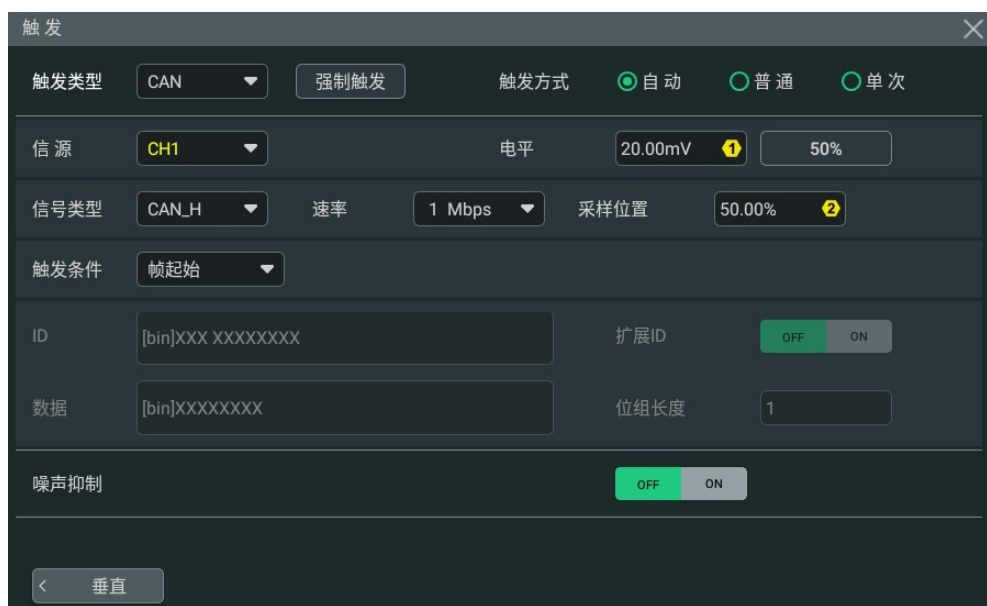 触 发
触发类型 CAN 强制触发 触发方式 自 动 普 通 单 次
信 源 CH1 电平 20.00mV 1 50%
信号类型 CAN_H 速率 1 Mbps 采样位置 50.00% 2
触发条件 帧起始
ID [bin]XXX XXXXXXXX 扩展ID OFF ON
数据 [bin]XXXXXXXX 位组长度 1
噪声抑制 OFF ON
< 垂直